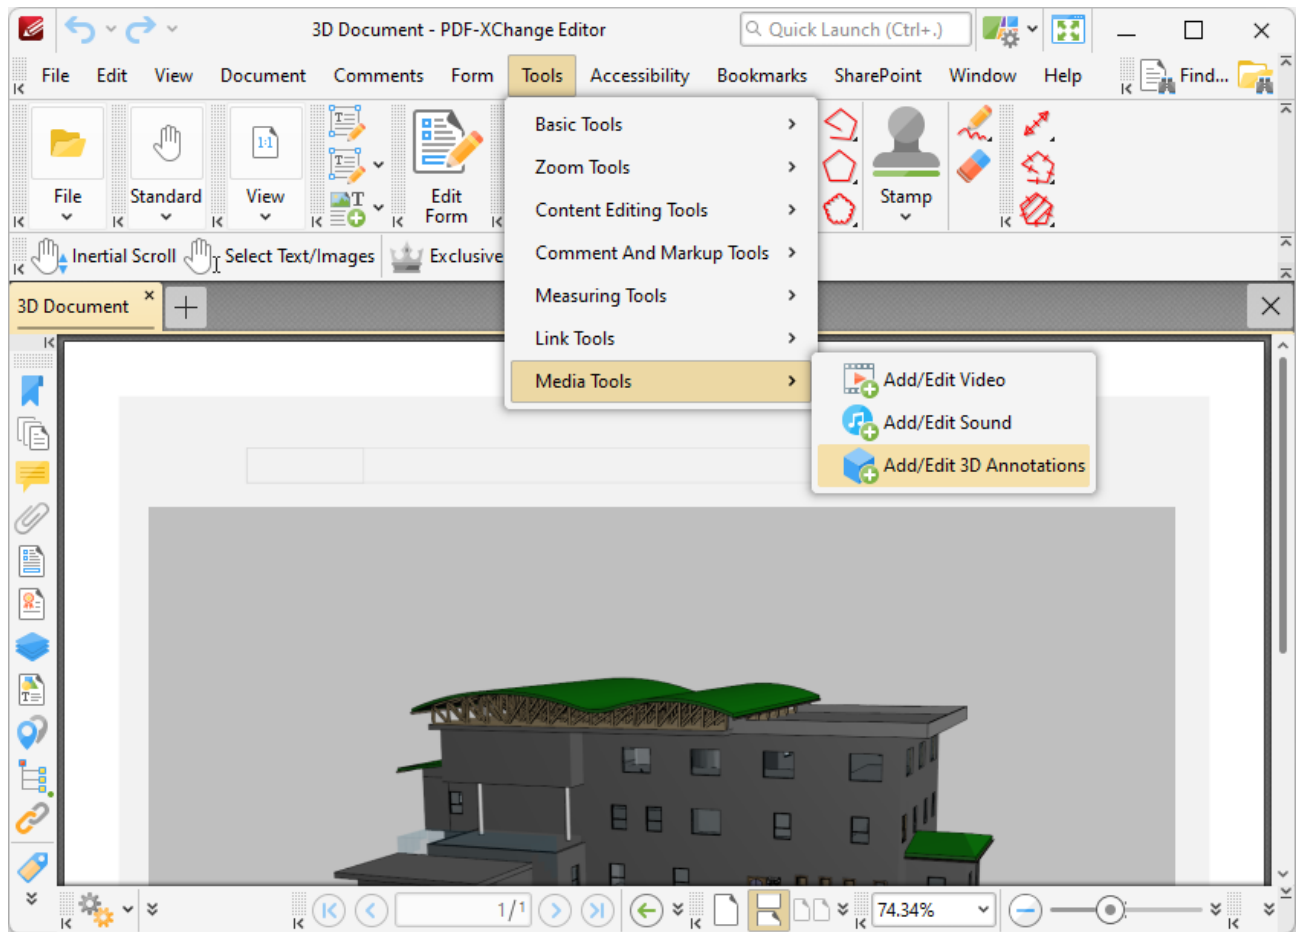 3D Document - PDF-XChange Editor
Quick Launch (Ctrl+.)
File Edit View Document Comments Form Tools Accessibility Bookmarks SharePoint Window Help Find...
File
Standard
1:1
View
Edit Form
Stamp
Inertial Scroll
Select Text/Images
Exclusive
Basic Tools
Zoom Tools
Content Editing Tools
Comment And Markup Tools
Measuring Tools
Link Tools
Media Tools
Add/Edit Video
Add/Edit Sound
Add/Edit 3D Annotations
3D Document
1/1
74.34%